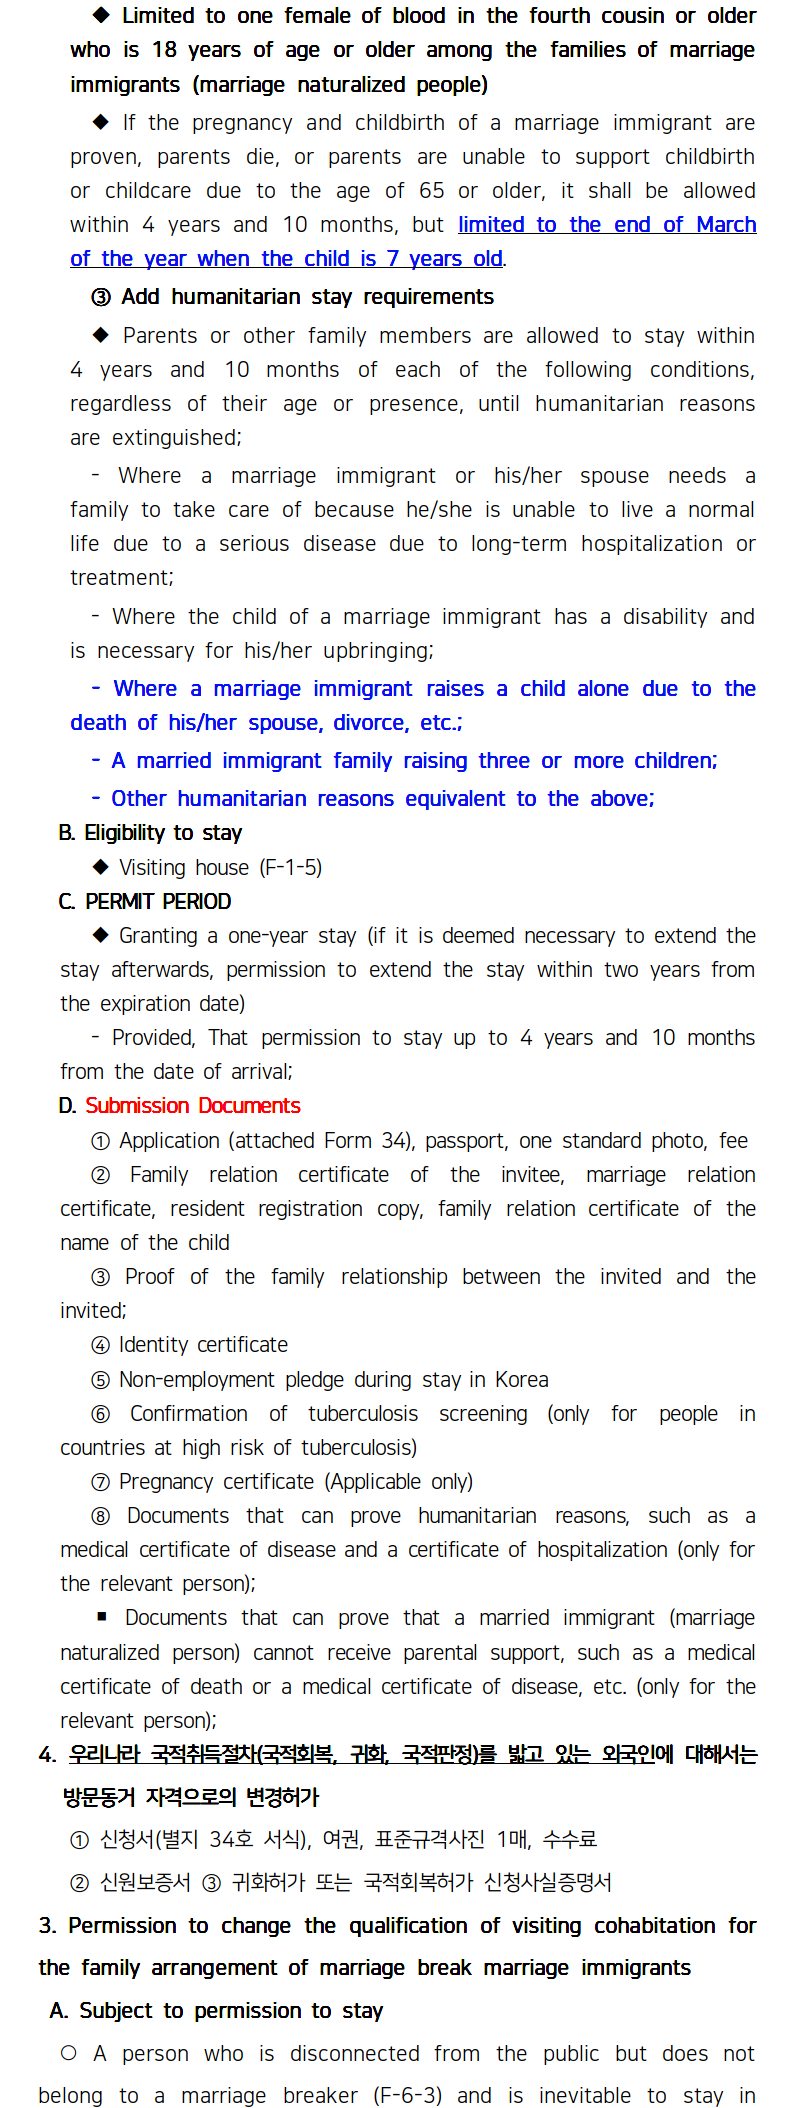 ◆ Limited to one female of blood in the fourth cousin or older
who is 18 years of age or older among the families of marriage
immigrants (marriage naturalized people)
◆ If the pregnancy and childbirth of a marriage immigrant are
proven, parents die, or parents are unable to support childbirth
or childcare due to the age of 65 or older, it shall be allowed
within 4 years and 10 months, but limited to the end of March
of the year when the child is 7 years old.
③ Add humanitarian stay requirements
◆ Parents or other family members are allowed to stay within
4 years and 10 months of each of the following conditions,
regardless of their age or presence, until humanitarian reasons
are extinguished;
- Where a marriage immigrant or his/her spouse needs a
family to take care of because he/she is unable to live a normal
life due to a serious disease due to long-term hospitalization or
treatment;
- Where the child of a marriage immigrant has a disability and
is necessary for his/her upbringing;
- Where a marriage immigrant raises a child alone due to the
death of his/her spouse, divorce, etc.;
- A married immigrant family raising three or more children;
- Other humanitarian reasons equivalent to the above;
B. Eligibility to stay
◆ Visiting house (F-1-5)
C. PERMIT PERIOD
◆ Granting a one-year stay (if it is deemed necessary to extend the
stay afterwards, permission to extend the stay within two years from
the expiration date)
- Provided, That permission to stay up to 4 years and 10 months
from the date of arrival;
D. Submission Documents
① Application (attached Form 34), passport, one standard photo, fee
② Family relation certificate of the invitee, marriage relation
certificate, resident registration copy, family relation certificate of the
name of the child
③ Proof of the family relationship between the invited and the
invited;
④ Identity certificate
⑤ Non-employment pledge during stay in Korea
⑥ Confirmation of tuberculosis screening (only for people in
countries at high risk of tuberculosis)
⑦ Pregnancy certificate (Applicable only)
⑧ Documents that can prove humanitarian reasons, such as a
medical certificate of disease and a certificate of hospitalization (only for
the relevant person);
■ Documents that can prove that a married immigrant (marriage
naturalized person) cannot receive parental support, such as a medical
certificate of death or a medical certificate of disease, etc. (only for the
relevant person);
4. 우리나라 국적취득절차(국적회복, 귀화, 국적판정)를 밟고 있는 외국인에 대해서는
방문동거 자격으로의 변경허가
① 신청서(별지 34호 서식), 여권, 표준규격사진 1매, 수수료
② 신원보증서 ③ 귀화허가 또는 국적회복허가 신청사실증명서
3. Permission to change the qualification of visiting cohabitation for
the family arrangement of marriage break marriage immigrants
A. Subject to permission to stay
○ A person who is disconnected from the public but does not
belong to a marriage breaker (F-6-3) and is inevitable to stay in